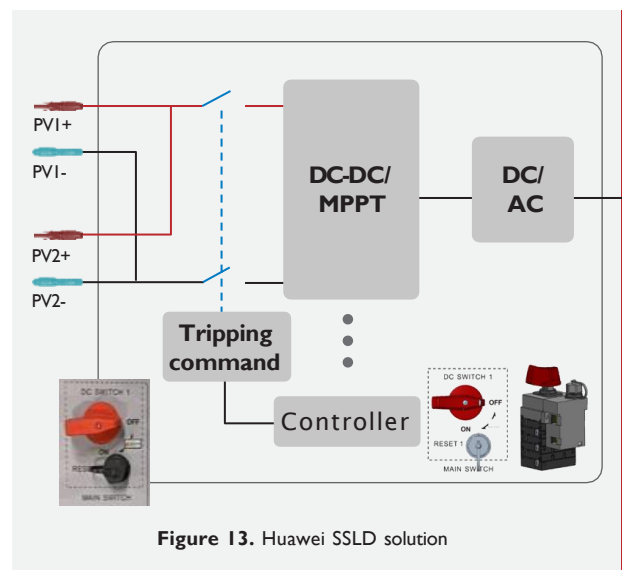 PV1+
PV1-
PV2+
PV2-
DC-DC/
MPPT
DC/
AC
Tripping
command
Controller
DC SWITCH 1
OFF
ON
RESET
MAIN SWITCH
DC SWITCH 1
OFF
ON
RESET 1
MAIN SWITCH
Figure 13. Huawei SSLD solution